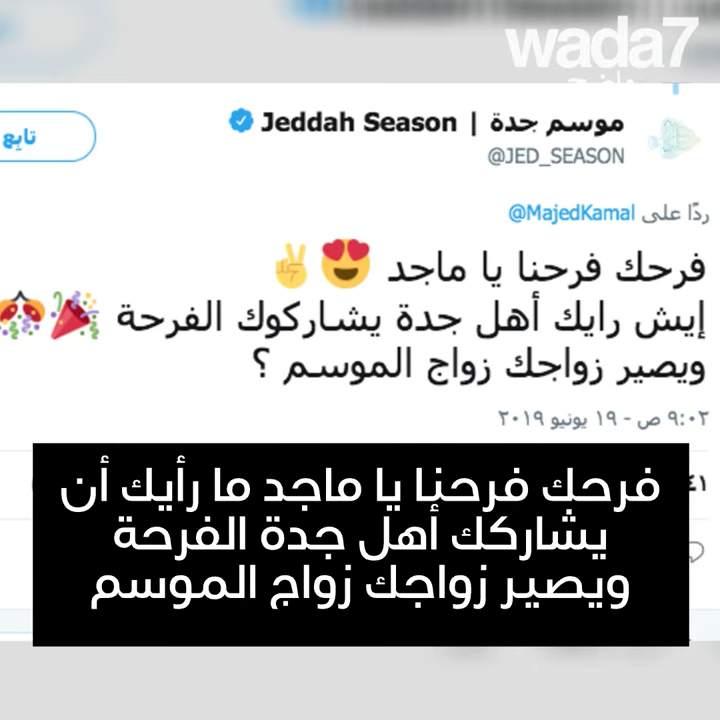 wada7
موسم جدة | Jeddah Season
@JED_SEASON
تابِع
ردًا على @MajedKamal
فرحك فرحنا يا ماجد 😍✌
إيش رايك أهل جدة يشاركوك الفرحة 🎉🎊
ويصير زواجك زواج الموسم ؟
٩:٠٢ ص - ١٩ يونيو ٢٠١٩
فرحك فرحنا يا ماجد ما رأيك أن
يشاركك أهل جدة الفرحة
ويصير زواجك زواج الموسم